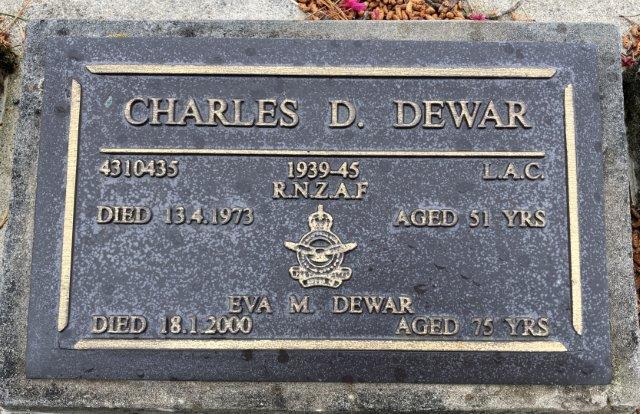 CHARLES D. DEWAR
4310435 1939-45 L.A.C.
R.N.Z.A.F
DIED 13.4.1973 AGED 51 YRS
EVA M. DEWAR
DIED 18.1.2000 AGED 75 YRS